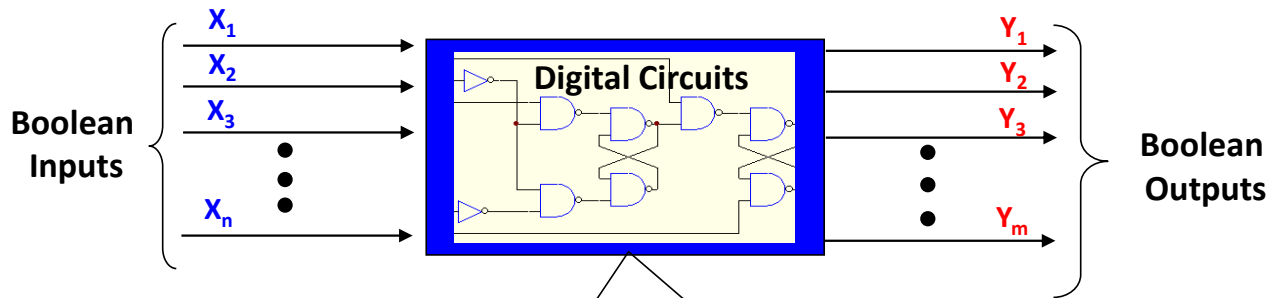 X₁
X₂
X₃
Xₙ
Boolean
Inputs
Digital Circuits
Y₁
Y₂
Y₃
Yₘ
Boolean
Outputs